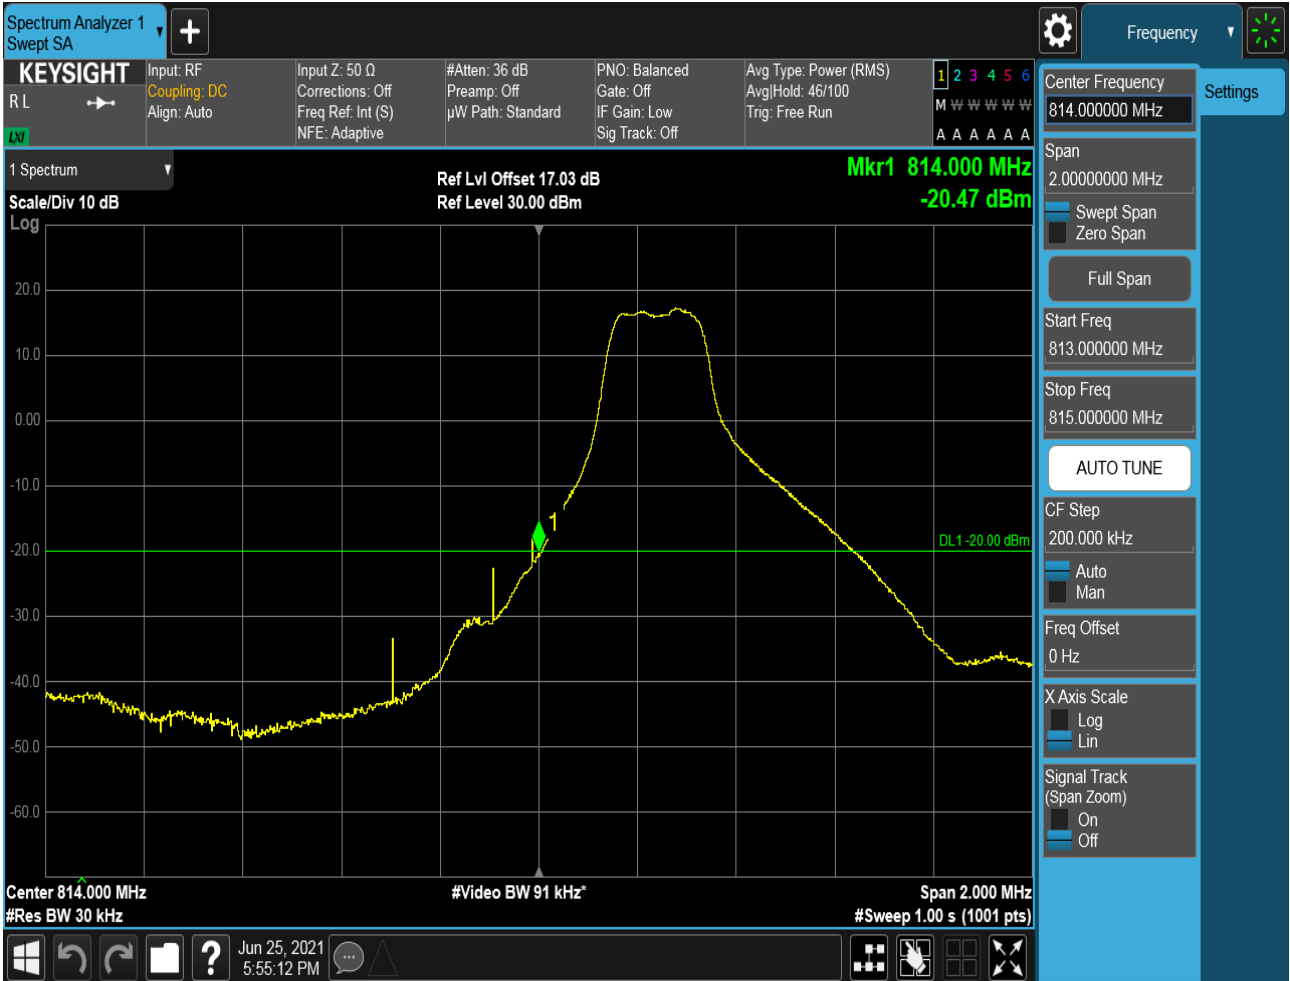 Spectrum Analyzer 1
Swept SA
Frequency
KEYSIGHT
R L
LXI
Input: RF
Coupling: DC
Align: Auto
Input Z: 50 Ω
Corrections: Off
Freq Ref: Int (S)
NFE: Adaptive
#Atten: 36 dB
Preamp: Off
µW Path: Standard
PNO: Balanced
Gate: Off
IF Gain: Low
Sig Track: Off
Avg Type: Power (RMS)
Avg|Hold: 46/100
Trig: Free Run
1 2 3 4 5 6
M W W W W W
A A A A A A
1 Spectrum
Scale/Div 10 dB
Log
Ref Lvl Offset 17.03 dB
Ref Level 30.00 dBm
Mkr1 814.000 MHz
-20.47 dBm
20.0
10.0
0.00
-10.0
-20.0
-30.0
-40.0
-50.0
-60.0
1
DL1 -20.00 dBm
Center 814.000 MHz
#Res BW 30 kHz
#Video BW 91 kHz*
Span 2.000 MHz
#Sweep 1.00 s (1001 pts)
Jun 25, 2021
5:55:12 PM
Center Frequency
814.000000 MHz
Span
2.00000000 MHz
Swept Span
Zero Span
Full Span
Start Freq
813.000000 MHz
Stop Freq
815.000000 MHz
AUTO TUNE
CF Step
200.000 kHz
Auto
Man
Freq Offset
0 Hz
X Axis Scale
Log
Lin
Signal Track
(Span Zoom)
On
Off
Settings